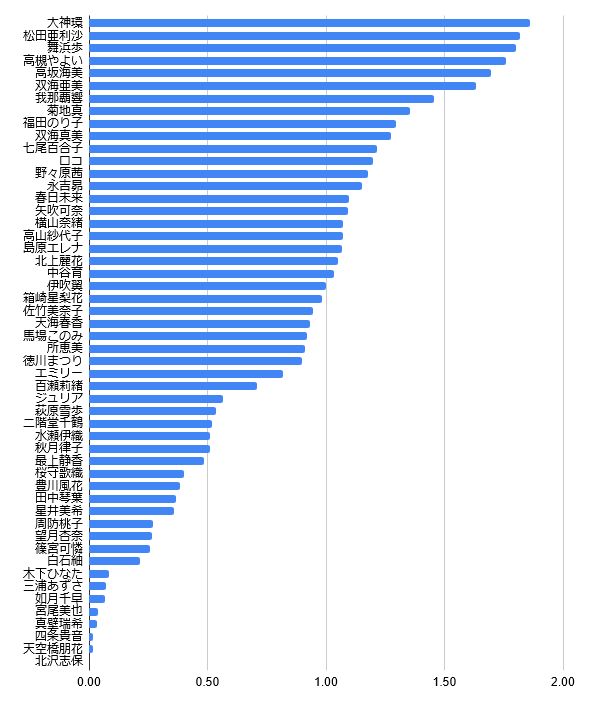 大神環
松田亜利沙
舞浜歩
高槻やよい
高坂海美
双海亜美
我那覇響
菊地真
福田のり子
双海真美
七尾百合子
ロコ
野々原茜
永吉昴
春日未来
矢吹可奈
横山奈緒
高山紗代子
島原エレナ
北上麗花
中谷育
伊吹翼
箱崎星梨花
佐竹美奈子
天海春香
馬場このみ
所恵美
徳川まつり
エミリー
百瀬莉緒
ジュリア
萩原雪歩
二階堂千鶴
水瀬伊織
秋月律子
最上静香
桜守歌織
豊川風花
田中琴葉
星井美希
周防桃子
望月杏奈
篠宮可憐
白石紬
木下ひなた
三浦あずさ
如月千早
宮尾美也
真壁瑞希
四条貴音
天空橋朋花
北沢志保
0.00 0.50 1.00 1.50 2.00